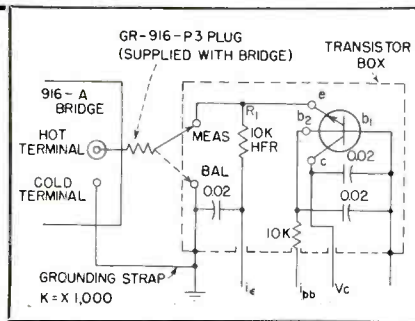 GR-916-P3 PLUG
(SUPPLIED WITH BRIDGE)
TRANSISTOR
BOX
916-A
BRIDGE
HOT
TERMINAL
COLD
TERMINAL
MEAS
BAL
0.02
R1
10K
HFR
e
b2
b1
c
0.02
0.02
10K
GROUNDING
STRAP
K = X 1,000
iε
ibb
Vc